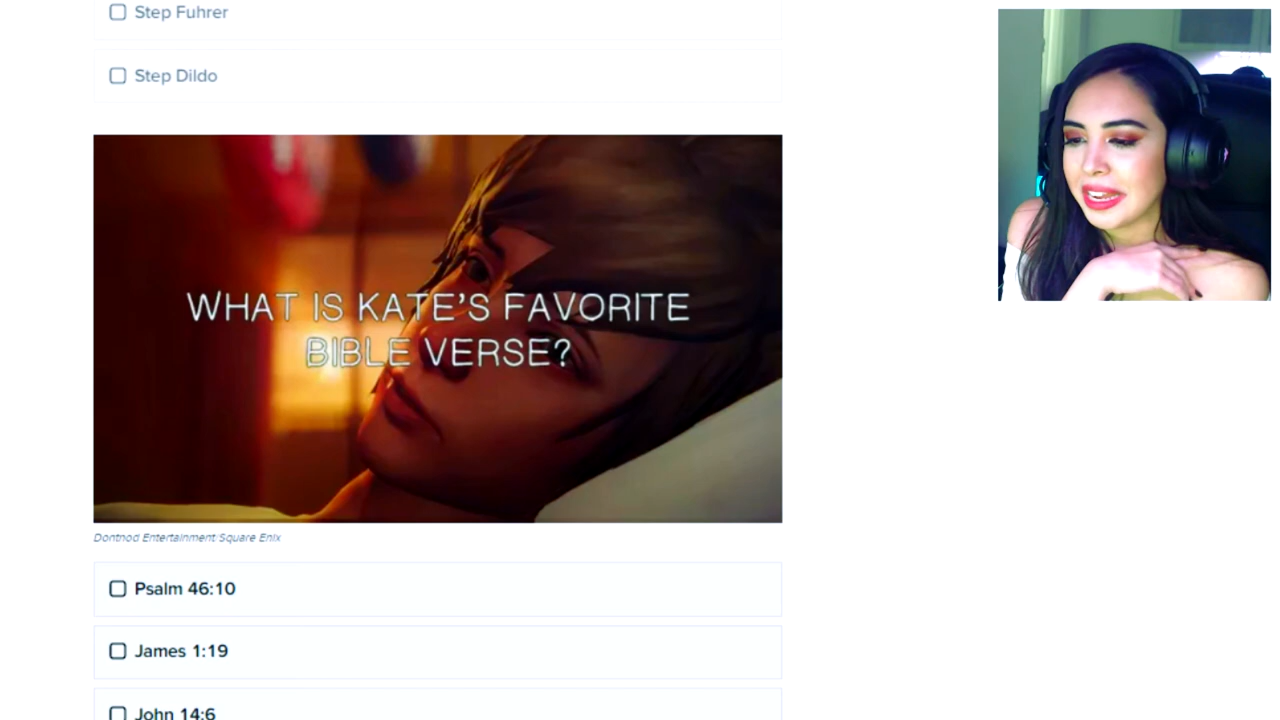 Step Fuhrer
Step Dildo
WHAT IS KATE'S FAVORITE
BIBLE VERSE?
Dontnod Entertainment/Square Enix
Psalm 46:10
James 1:19
John 14:6